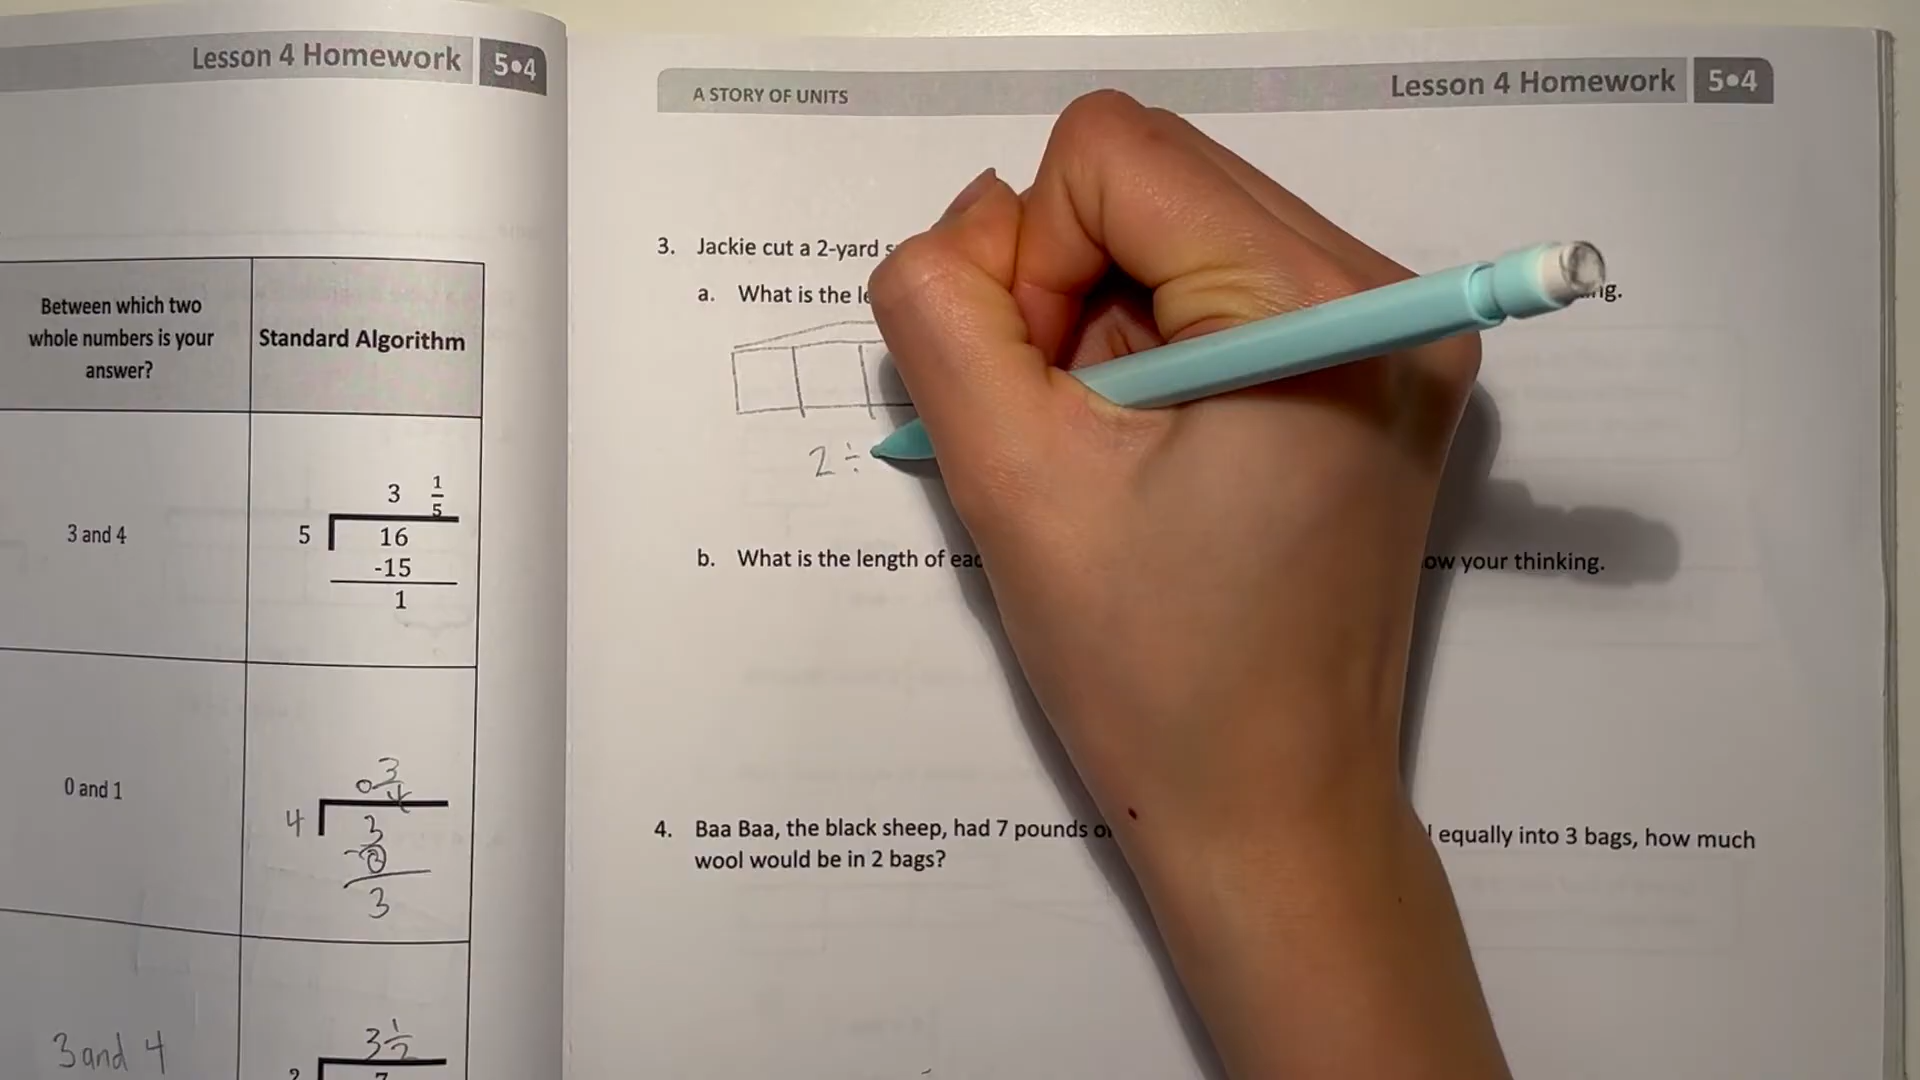 Lesson 4 Homework 5•4
Between which two
whole numbers is your
answer?
Standard Algorithm
3 and 4
3 1/5
5 16
-15
1
0 and 1
0 3/4
4 3
-0
3
3 and 4
3 1/2
2 7
A STORY OF UNITS
Lesson 4 Homework 5•4
3. Jackie cut a 2-yard
a. What is the
2 ÷
b. What is the length of
your thinking.
4. Baa Baa, the black sheep, had 7 pounds
equally into 3 bags, how much
wool would be in 2 bags?